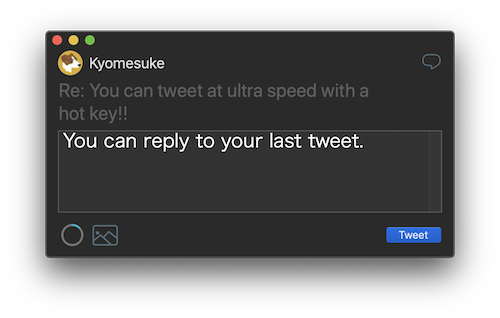 Kyomesuke
Re: You can tweet at ultra speed with a
hot key!!
You can reply to your last tweet.
Tweet